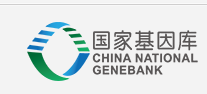 国家基因库
CHINA NATIONAL
GENEBANK